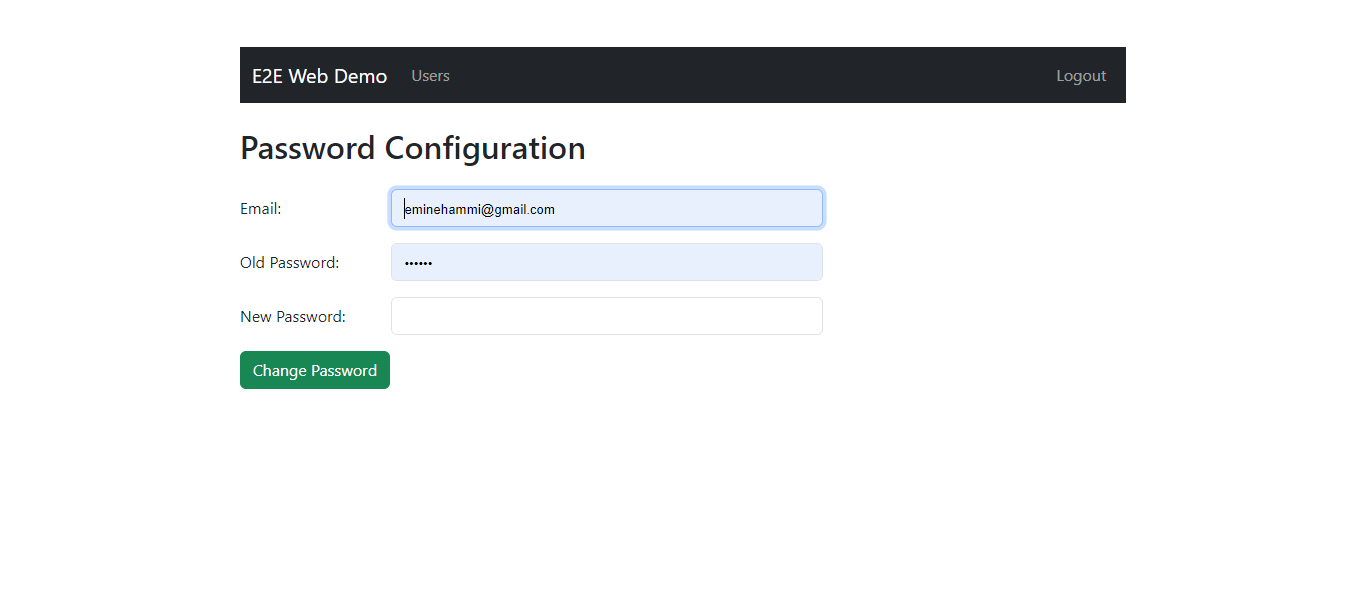 E2E Web Demo Users Logout
Password Configuration
Email: eminehammi@gmail.com
Old Password: ••••••
New Password:
Change Password